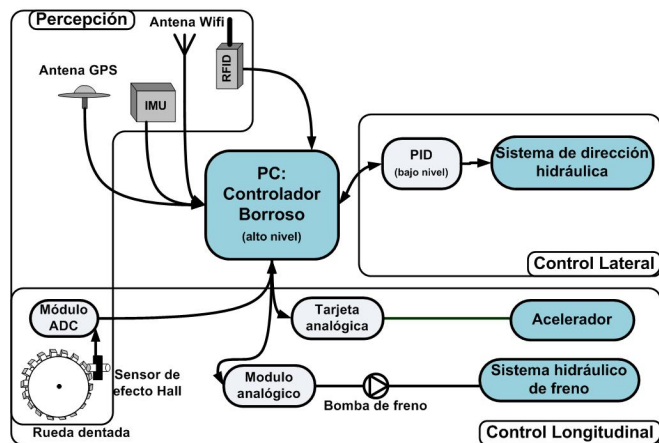 Percepción
Antena Wifi
RFID
Antena GPS
IMU
PC:
Controlador
Borroso
(alto nivel)
PID
(bajo nivel)
Sistema de dirección
hidráulica
Control Lateral
Módulo
ADC
Tarjeta
analógica
Acelerador
Sensor de
efecto Hall
Modulo
analógico
Bomba de freno
Sistema hidráulico
de freno
Rueda dentada
Control Longitudinal